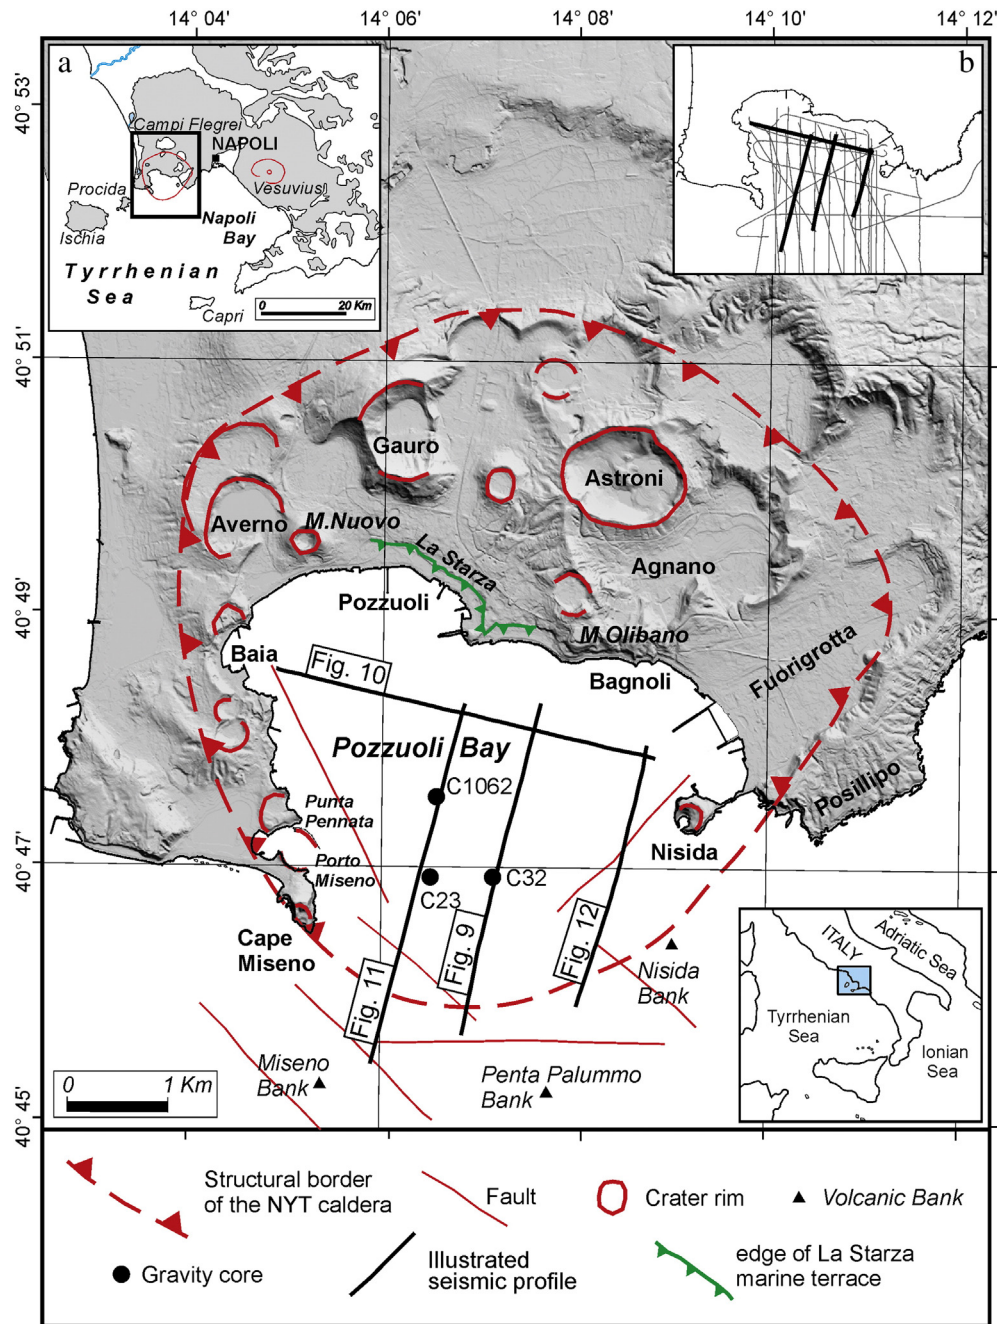 14° 04'
14° 06'
14° 08'
14° 10'
14° 12'
40° 53'
40° 51'
40° 49'
40° 47'
40° 45'
a
Campi Flegrei
NAPOLI
Procida
Vesuvius
Ischia
Napoli
Bay
Tyrrhenian
Sea
Capri
0
20 Km
b
Gauro
Astroni
Averno
M.Nuovo
La Starza
Agnano
Pozzuoli
M Olibano
Fuorigrotta
Baia
Bagnoli
Fig. 10
Pozzuoli Bay
C1062
Posillipo
Punta
Pennata
Nisida
Porto
Miseno
C23
C32
Cape
Miseno
Fig. 11
Fig. 9
Fig. 12
Nisida
Bank
Miseno
Bank
Penta Palummo
Bank
0
1 Km
ITALY
Adriatic Sea
Tyrrhenian
Sea
Ionian
Sea
Structural border
of the NYT caldera
Fault
Crater rim
Volcanic Bank
Gravity core
Illustrated
seismic profile
edge of La Starza
marine terrace